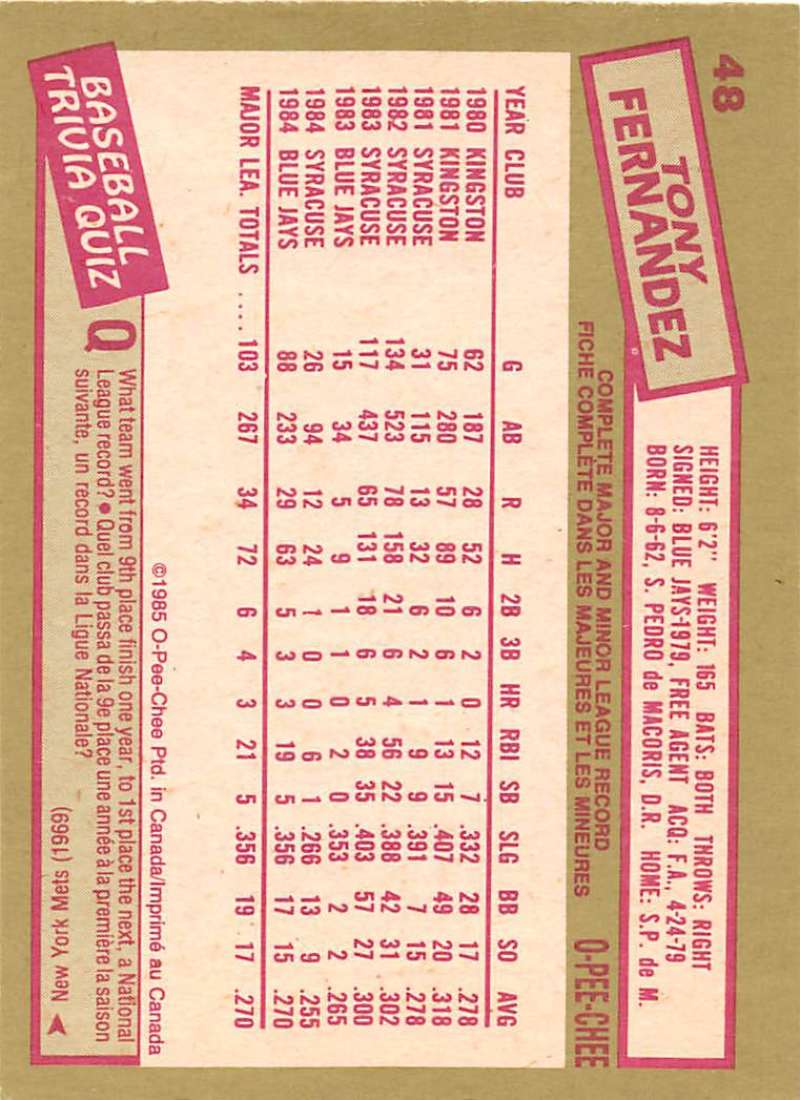 48
TONY
FERNANDEZ
HEIGHT: 6'2" WEIGHT: 165 BATS: BOTH THROWS: RIGHT
SIGNED: BLUE JAYS-1979, FREE AGENT ACQ: F.A., 4-24-79
BORN: 8-6-62, S. PEDRO de MACORIS, D.R. HOME: S.P. de M.
COMPLETE MAJOR AND MINOR LEAGUE RECORD
FICHE COMPLÈTE DANS LES MAJEURES ET LES MINEURES
O-PEE-CHEE
YEAR CLUB G AB R H 2B 3B HR RBI SB SLG BB SO AVG
1980 KINGSTON 62 187 28 52 6 2 0 12 7 .332 28 17 .278
1981 KINGSTON 75 280 57 89 10 6 1 13 15 .407 49 20 .318
1981 SYRACUSE 31 115 13 32 6 2 1 9 9 .391 7 15 .278
1982 SYRACUSE 134 523 78 158 21 6 4 56 22 .388 42 31 .302
1983 SYRACUSE 117 437 65 131 18 6 5 38 35 .403 57 27 .300
1983 BLUE JAYS 15 34 5 9 1 1 0 2 0 .353 2 2 .265
1984 SYRACUSE 26 94 12 24 1 0 0 6 1 .266 13 9 .255
1984 BLUE JAYS 88 233 29 63 5 3 3 19 5 .356 17 15 .270
MAJOR LEA. TOTALS .... 103 267 34 72 6 4 3 21 5 .356 19 17 .270
©1985 O-Pee-Chee Ptd. in Canada/Imprimé au Canada
BASEBALL
TRIVIA QUIZ
Q What team went from 9th place finish one year, to 1st place the next, a National
League record? ● Quel club passa de la 9e place une année à la première la saison
suivante, un record dans la Ligue Nationale?
New York Mets (1969)